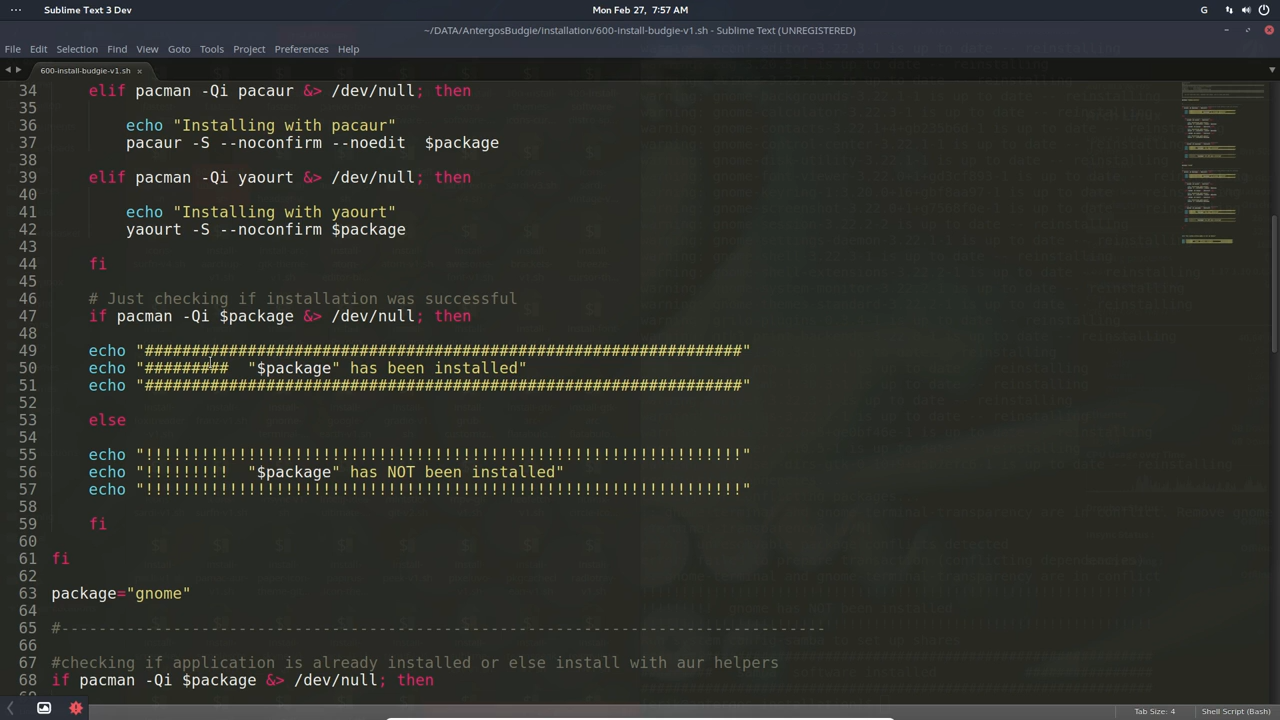 Sublime Text 3 Dev
Mon Feb 27, 7:57 AM
~/DATA/AntergosBudgie/Installation/600-install-budgie-v1.sh - Sublime Text (UNREGISTERED)
File Edit Selection Find View Goto Tools Project Preferences Help
600-install-budgie-v1.sh ×
34 elif pacman -Qi pacaur &> /dev/null; then
35
36 echo "Installing with pacaur"
37 pacaur -S --noconfirm --noedit  $package
38
39 elif pacman -Qi yaourt &> /dev/null; then
40
41 echo "Installing with yaourt"
42 yaourt -S --noconfirm $package
43
44 fi
45
46 # Just checking if installation was successful
47 if pacman -Qi $package &> /dev/null; then
48
49 echo "################################################################"
50 echo "#########  "$package" has been installed"
51 echo "################################################################"
52
53 else
54
55 echo "!!!!!!!!!!!!!!!!!!!!!!!!!!!!!!!!!!!!!!!!!!!!!!!!!!!!!!!!!!!!!!!!"
56 echo "!!!!!!!!!  "$package" has NOT been installed"
57 echo "!!!!!!!!!!!!!!!!!!!!!!!!!!!!!!!!!!!!!!!!!!!!!!!!!!!!!!!!!!!!!!!!"
58
59 fi
60
61 fi
62
63 package="gnome"
64
65 #----------------------------------------------------------------------------------
66
67 #checking if application is already installed or else install with aur helpers
68 if pacman -Qi $package &> /dev/null; then
Tab Size: 4 Shell Script (Bash)